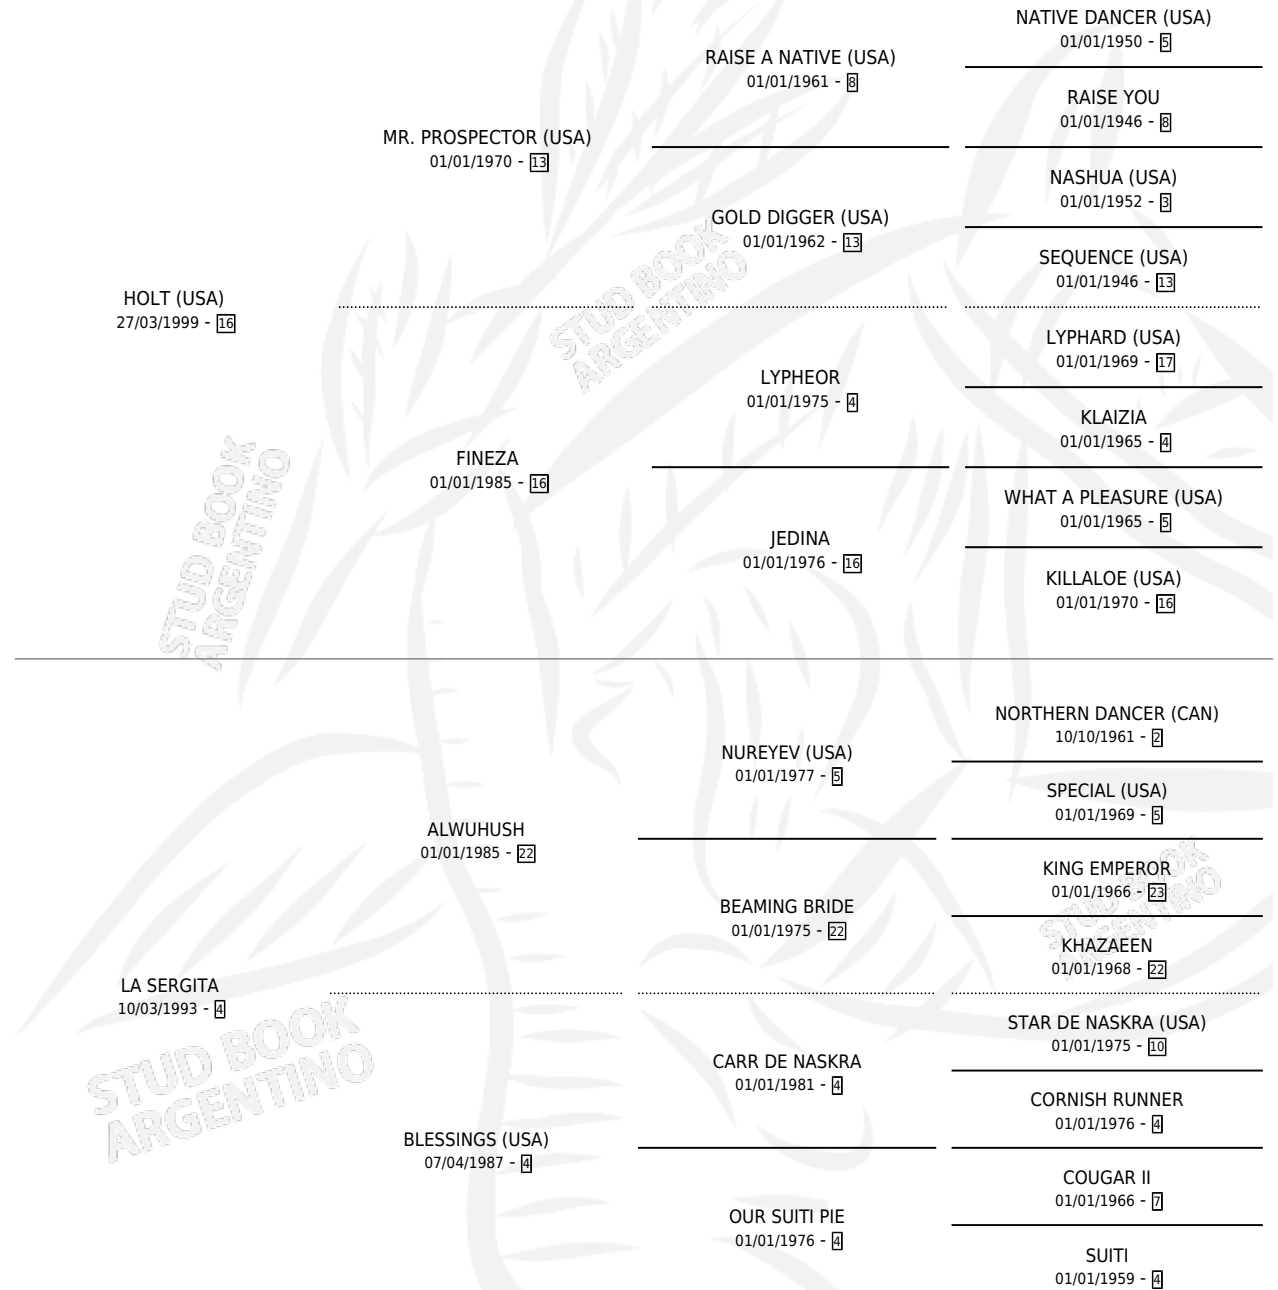 NATIVE DANCER (USA)
01/01/1950 - 5
RAISE A NATIVE (USA)
01/01/1961 - 8
RAISE YOU
01/01/1946 - 8
MR. PROSPECTOR (USA)
01/01/1970 - 13
NASHUA (USA)
01/01/1952 - 3
GOLD DIGGER (USA)
01/01/1962 - 13
SEQUENCE (USA)
01/01/1946 - 13
HOLT (USA)
27/03/1999 - 16
LYPHARD (USA)
01/01/1969 - 17
LYPHEOR
01/01/1975 - 4
KLAIZIA
01/01/1965 - 4
FINEZA
01/01/1985 - 16
WHAT A PLEASURE (USA)
01/01/1965 - 5
JEDINA
01/01/1976 - 16
KILLALOE (USA)
01/01/1970 - 16
NORTHERN DANCER (CAN)
10/10/1961 - 2
NUREYEV (USA)
01/01/1977 - 5
SPECIAL (USA)
01/01/1969 - 5
ALWUHUSH
01/01/1985 - 22
KING EMPEROR
01/01/1966 - 23
BEAMING BRIDE
01/01/1975 - 22
KHAZAEEN
01/01/1968 - 22
LA SERGITA
10/03/1993 - 4
STAR DE NASKRA (USA)
01/01/1975 - 10
CARR DE NASKRA
01/01/1981 - 4
CORNISH RUNNER
01/01/1976 - 4
BLESSINGS (USA)
07/04/1987 - 4
COUGAR II
01/01/1966 - 7
OUR SUITI PIE
01/01/1976 - 4
SUITI
01/01/1959 - 4
STUD BOOK
ARGENTINO
STUD BOOK
ARGENTINO
STUD BOOK
ARGENTINO
STUD BOOK
ARGENTINO